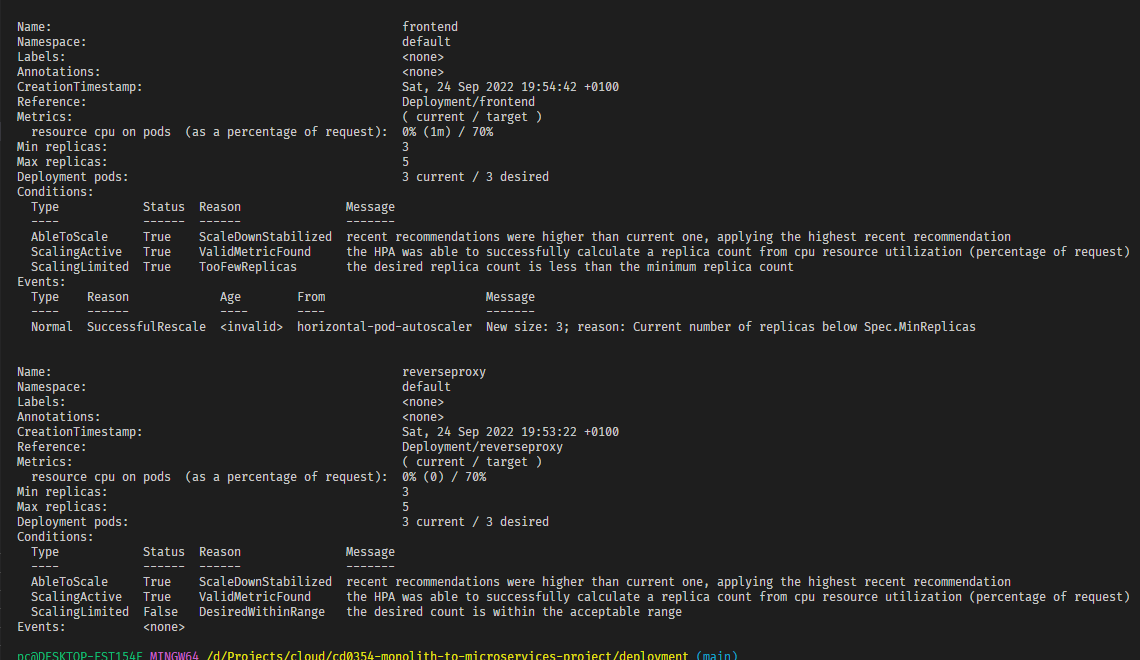 Name: frontend
Namespace: default
Labels: <none>
Annotations: <none>
CreationTimestamp: Sat, 24 Sep 2022 19:54:42 +0100
Reference: Deployment/frontend
Metrics: ( current / target )
resource cpu on pods (as a percentage of request): 0% (1m) / 70%
Min replicas: 3
Max replicas: 5
Deployment pods: 3 current / 3 desired
Conditions:
Type Status Reason Message
---- ------ ------ -------
AbleToScale True ScaleDownStabilized recent recommendations were higher than current one, applying the highest recent recommendation
ScalingActive True ValidMetricFound the HPA was able to successfully calculate a replica count from cpu resource utilization (percentage of request)
ScalingLimited True TooFewReplicas the desired replica count is less than the minimum replica count
Events:
Type Reason Age From Message
---- ------ ---- ---- -------
Normal SuccessfulRescale <invalid> horizontal-pod-autoscaler New size: 3; reason: Current number of replicas below Spec.MinReplicas
Name: reverseproxy
Namespace: default
Labels: <none>
Annotations: <none>
CreationTimestamp: Sat, 24 Sep 2022 19:53:22 +0100
Reference: Deployment/reverseproxy
Metrics: ( current / target )
resource cpu on pods (as a percentage of request): 0% (0) / 70%
Min replicas: 3
Max replicas: 5
Deployment pods: 3 current / 3 desired
Conditions:
Type Status Reason Message
---- ------ ------ -------
AbleToScale True ScaleDownStabilized recent recommendations were higher than current one, applying the highest recent recommendation
ScalingActive True ValidMetricFound the HPA was able to successfully calculate a replica count from cpu resource utilization (percentage of request)
ScalingLimited False DesiredWithinRange the desired count is within the acceptable range
Events: <none>
MINGW64 /d/Projects/cloud/cd0354-monolith-to-microservices-project/deployment (main)